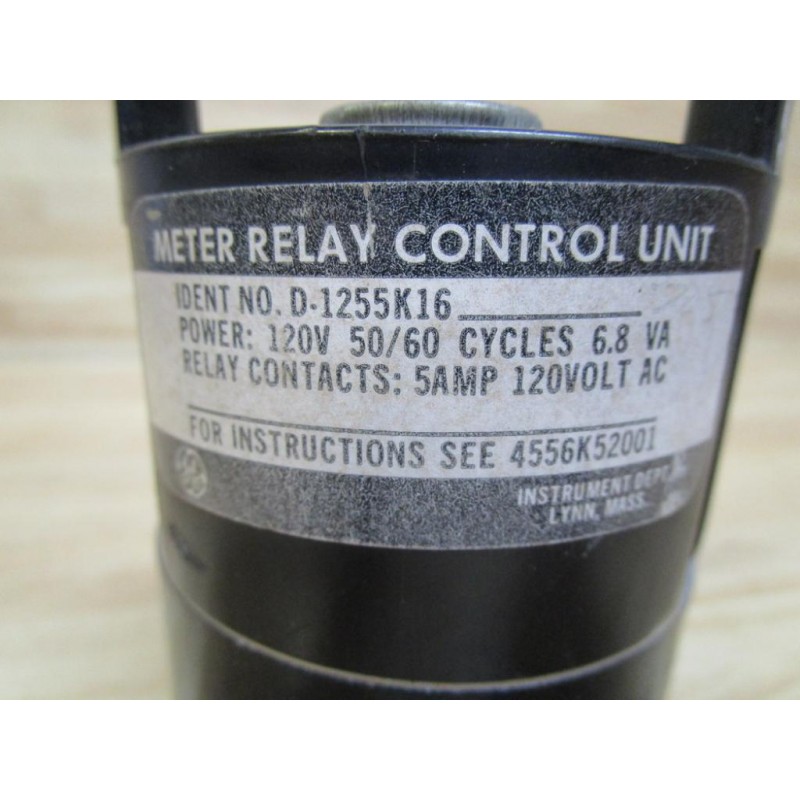 METER RELAY CONTROL UNIT
IDENT NO. D-1255K16
POWER: 120V 50/60 CYCLES 6.8 VA
RELAY CONTACTS: 5AMP 120VOLT AC
FOR INSTRUCTIONS SEE 4556K52001
INSTRUMENT DEPT.
LYNN, MASS.